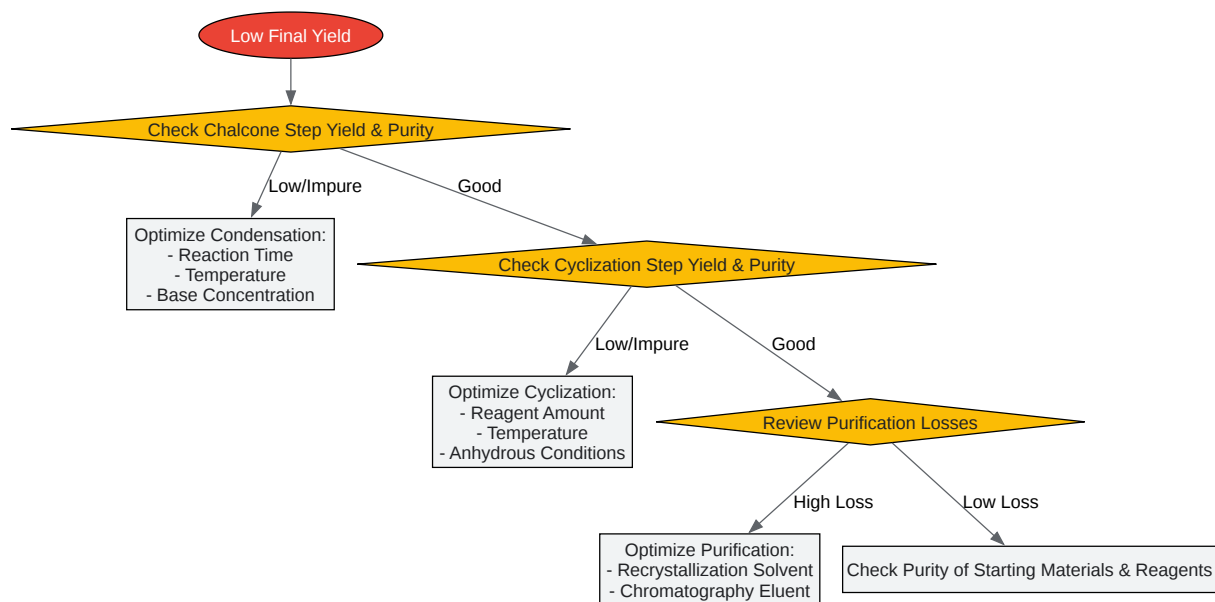 Low Final Yield
Check Chalcone Step Yield & Purity
Low/Impure
Good
Optimize Condensation:
- Reaction Time
- Temperature
- Base Concentration
Check Cyclization Step Yield & Purity
Low/Impure
Good
Optimize Cyclization:
- Reagent Amount
- Temperature
- Anhydrous Conditions
Review Purification Losses
High Loss
Low Loss
Optimize Purification:
- Recrystallization Solvent
- Chromatography Eluent
Check Purity of Starting Materials & Reagents